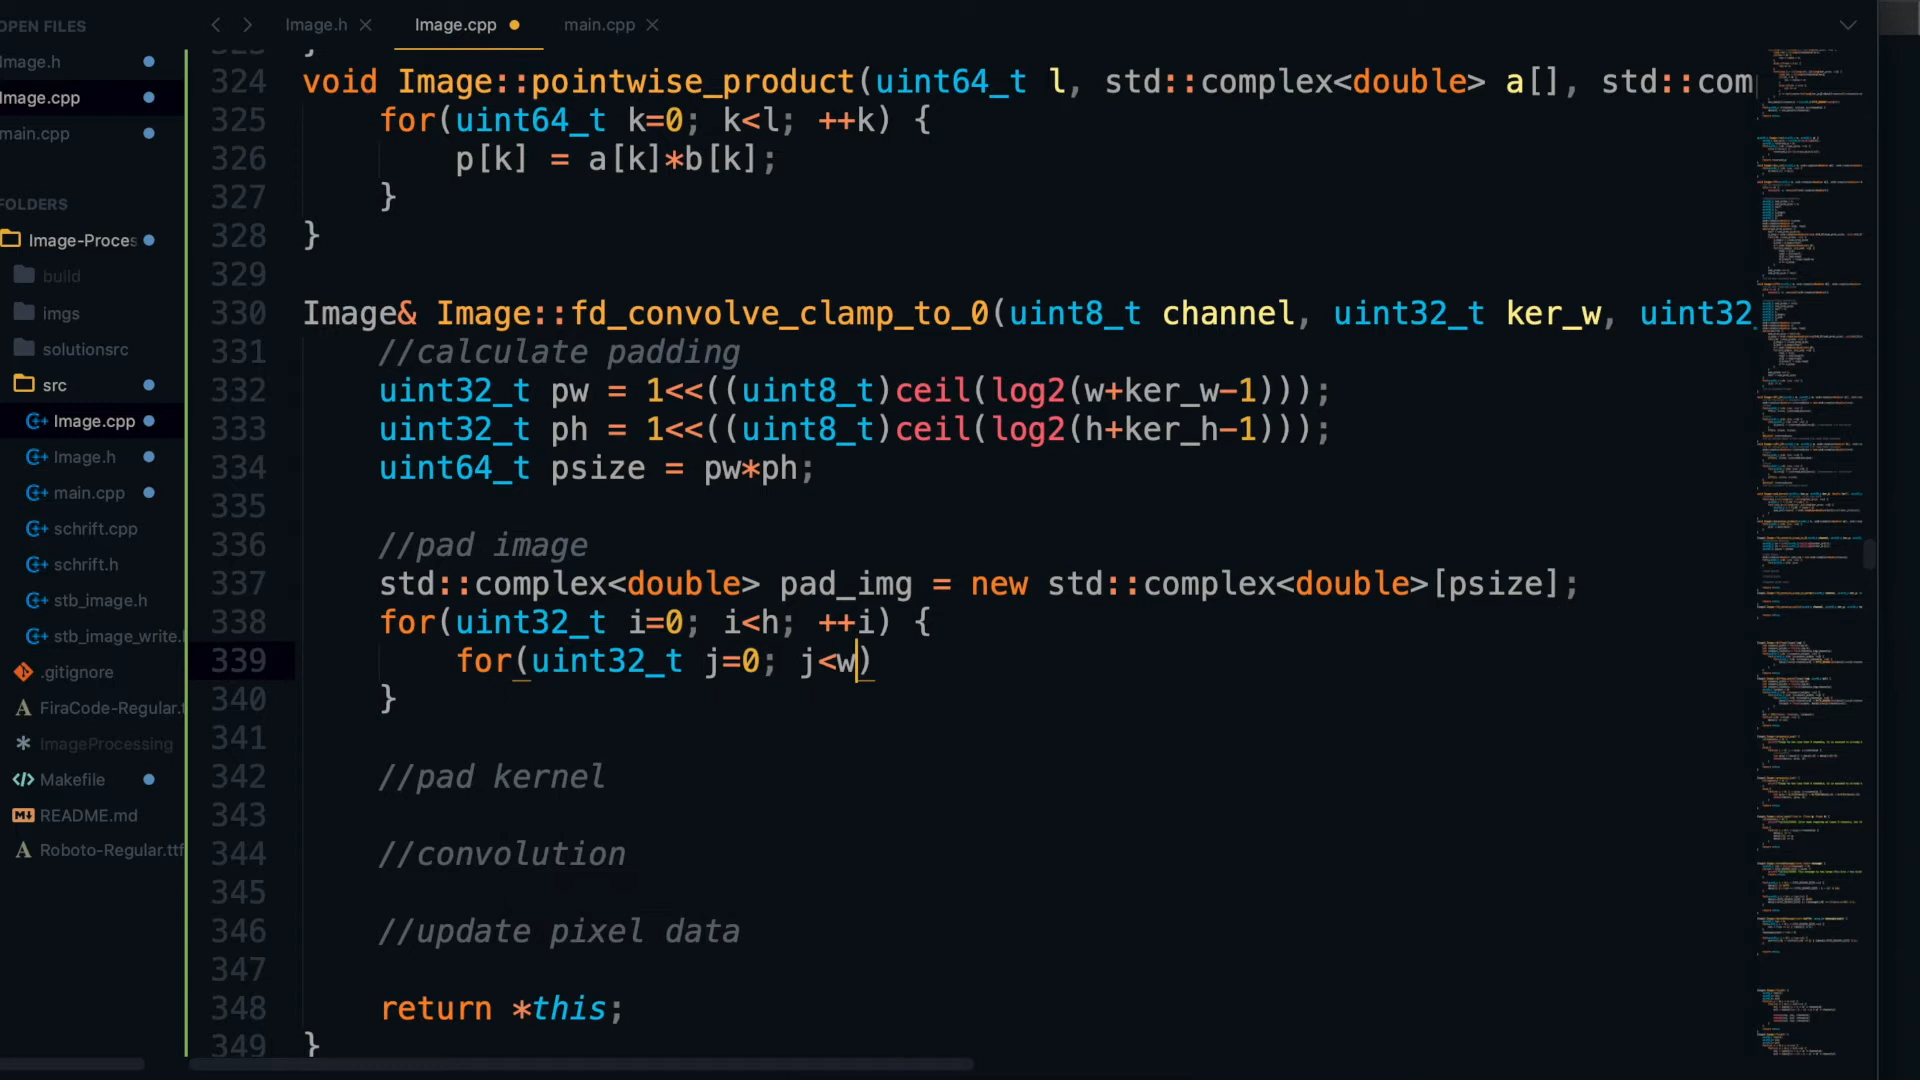 OPEN FILES
Image.h
Image.cpp
main.cpp
FOLDERS
Image-Proces
build
imgs
solutionsrc
src
Image.cpp
Image.h
main.cpp
schrift.cpp
schrift.h
stb_image.h
stb_image_write.
.gitignore
FiraCode-Regular.t
ImageProcessing
Makefile
README.md
Roboto-Regular.ttf
Image.h
Image.cpp
main.cpp
324 void Image::pointwise_product(uint64_t l, std::complex<double> a[], std::com
325 for(uint64_t k=0; k<l; ++k) {
326 p[k] = a[k]*b[k];
327 }
328 }
329
330 Image& Image::fd_convolve_clamp_to_0(uint8_t channel, uint32_t ker_w, uint32
331 //calculate padding
332 uint32_t pw = 1<<((uint8_t)ceil(log2(w+ker_w-1)));
333 uint32_t ph = 1<<((uint8_t)ceil(log2(h+ker_h-1)));
334 uint64_t psize = pw*ph;
335
336 //pad image
337 std::complex<double> pad_img = new std::complex<double>[psize];
338 for(uint32_t i=0; i<h; ++i) {
339 for(uint32_t j=0; j<w)
340 }
341
342 //pad kernel
343
344 //convolution
345
346 //update pixel data
347
348 return *this;
349 }